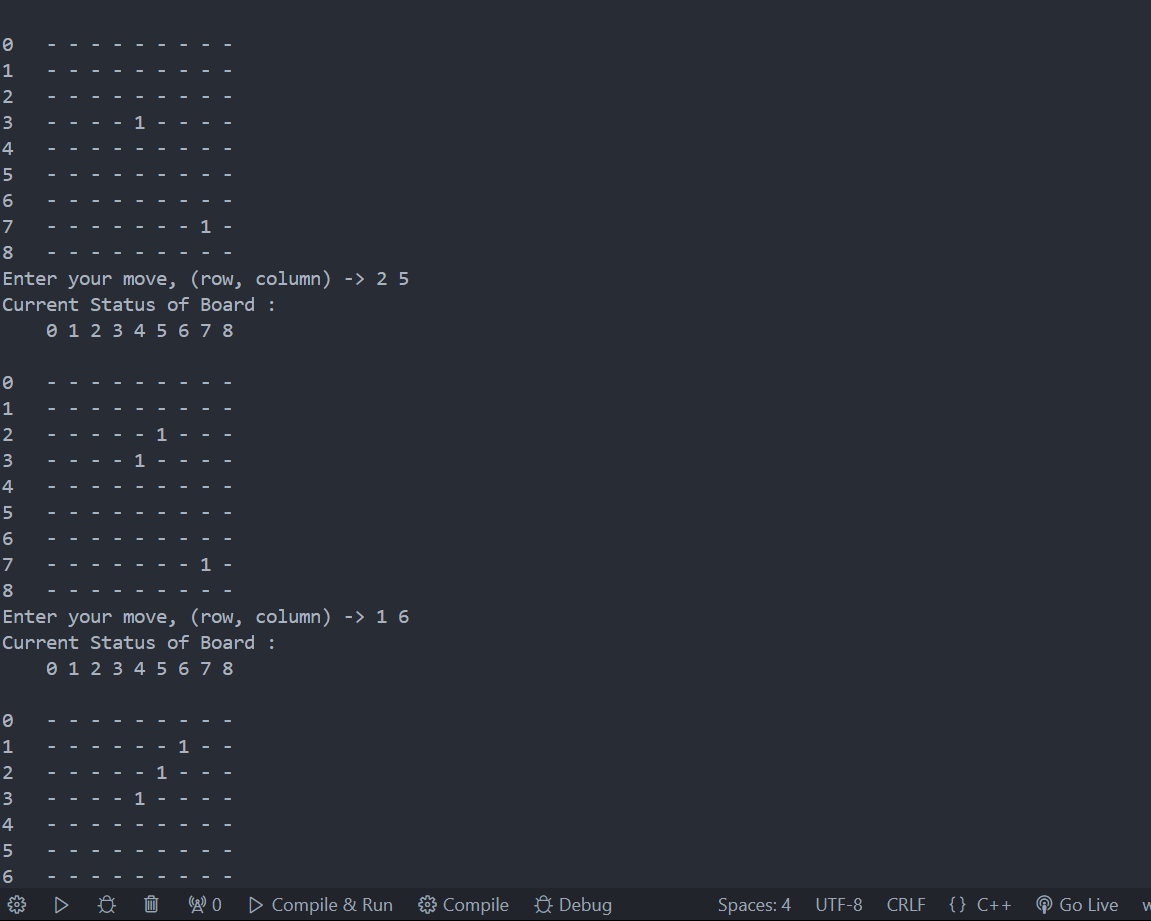 0   - - - - - - - - -
1   - - - - - - - - -
2   - - - - - - - - -
3   - - - - 1 - - - -
4   - - - - - - - - -
5   - - - - - - - - -
6   - - - - - - - - -
7   - - - - - - - 1 -
8   - - - - - - - - -
Enter your move, (row, column) -> 2 5
Current Status of Board :
    0 1 2 3 4 5 6 7 8
0   - - - - - - - - -
1   - - - - - - - - -
2   - - - - - 1 - - -
3   - - - - 1 - - - -
4   - - - - - - - - -
5   - - - - - - - - -
6   - - - - - - - - -
7   - - - - - - - 1 -
8   - - - - - - - - -
Enter your move, (row, column) -> 1 6
Current Status of Board :
    0 1 2 3 4 5 6 7 8
0   - - - - - - - - -
1   - - - - - - 1 - -
2   - - - - - 1 - - -
3   - - - - 1 - - - -
4   - - - - - - - - -
5   - - - - - - - - -
6   - - - - - - - - -
0 Compile & Run Compile Debug Spaces: 4 UTF-8 CRLF {} C++ Go Live